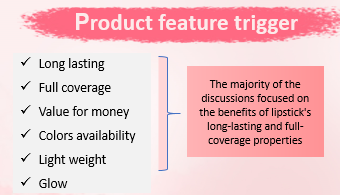 Product feature trigger
✓ Long lasting
✓ Full coverage
✓ Value for money
✓ Colors availability
✓ Light weight
✓ Glow
The majority of the
discussions focused on
the benefits of lipstick's
long-lasting and full-
coverage properties